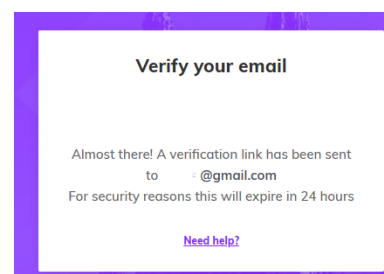 Verify your email
Almost there! A verification link has been sent
to @gmail.com
For security reasons this will expire in 24 hours
Need help?